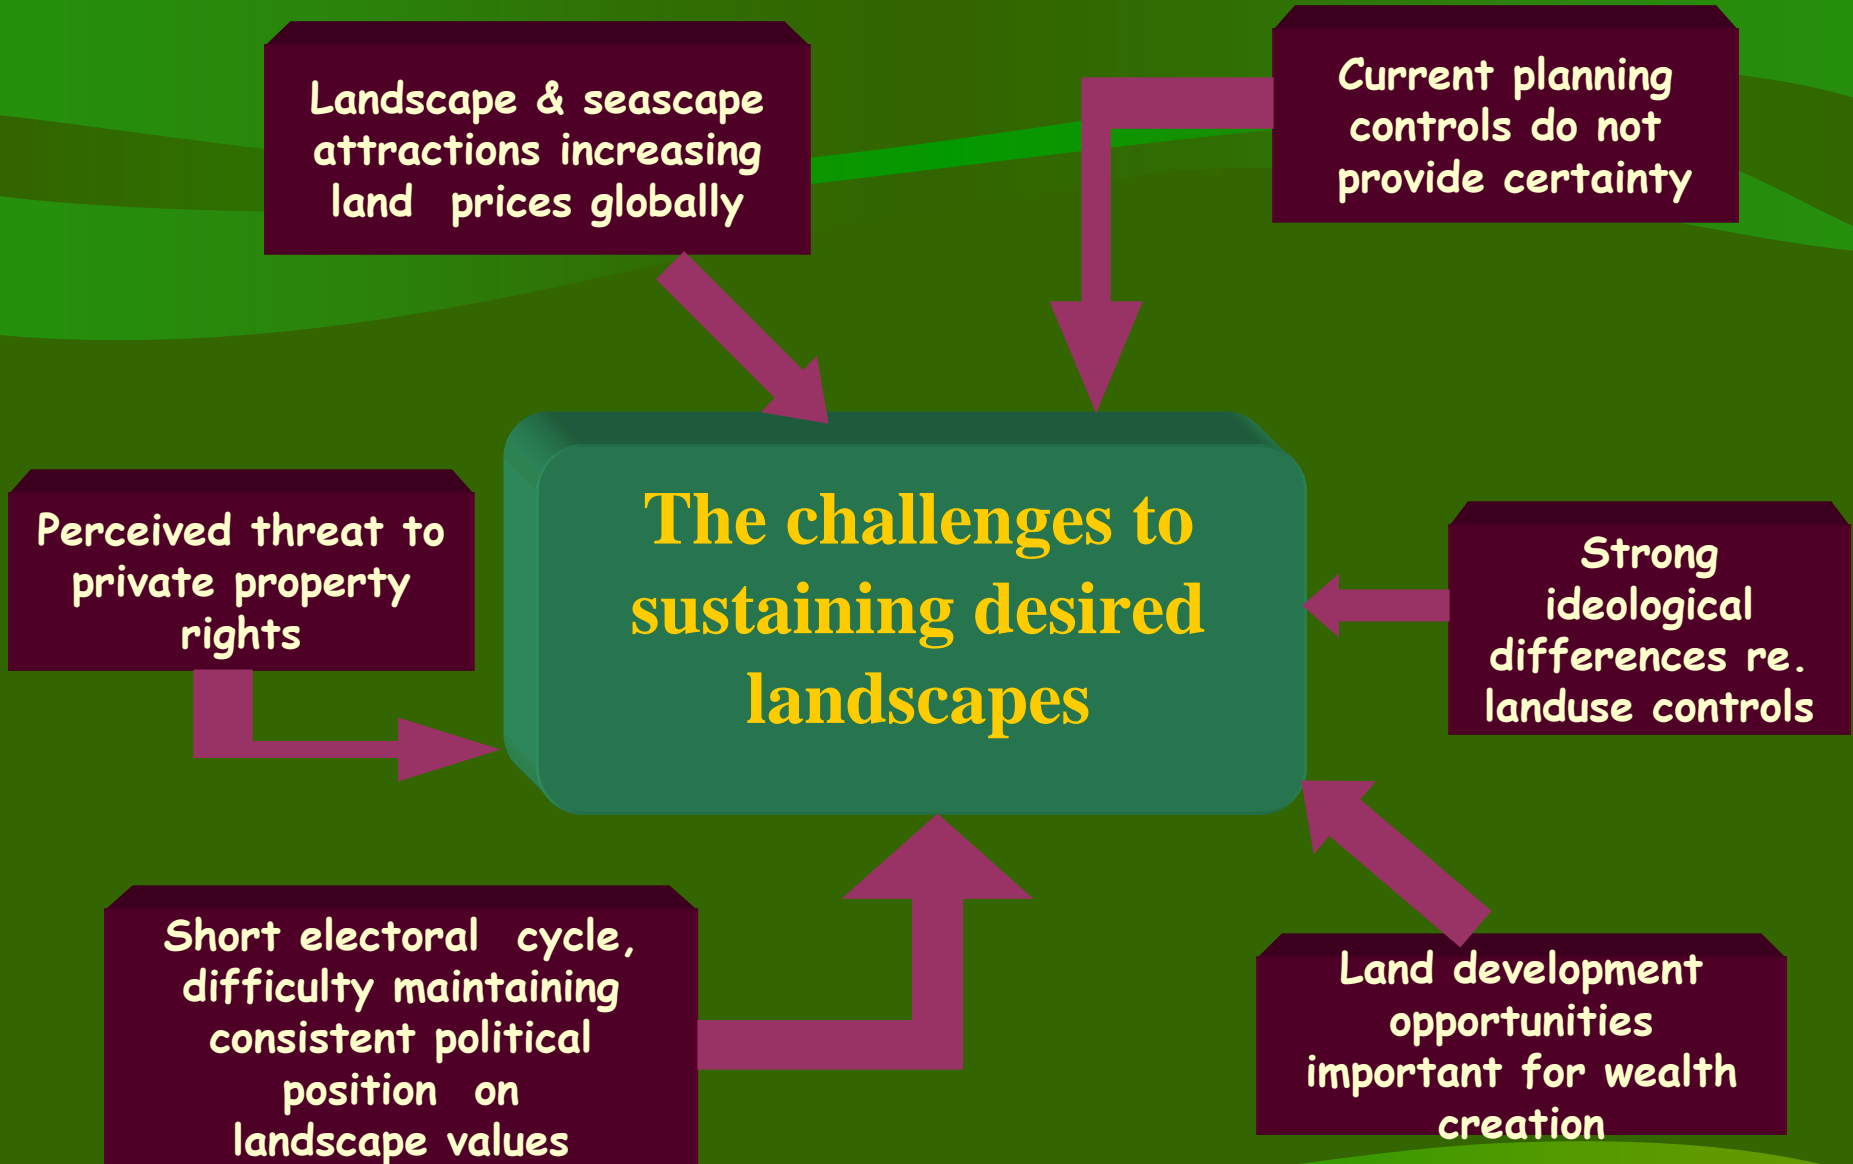 Landscape & seascape
attractions increasing
land prices globally
Current planning
controls do not
provide certainty
Perceived threat to
private property
rights
The challenges to
sustaining desired
landscapes
Strong
ideological
differences re.
landuse controls
Short electoral cycle,
difficulty maintaining
consistent political
position on
landscape values
Land development
opportunities
important for wealth
creation